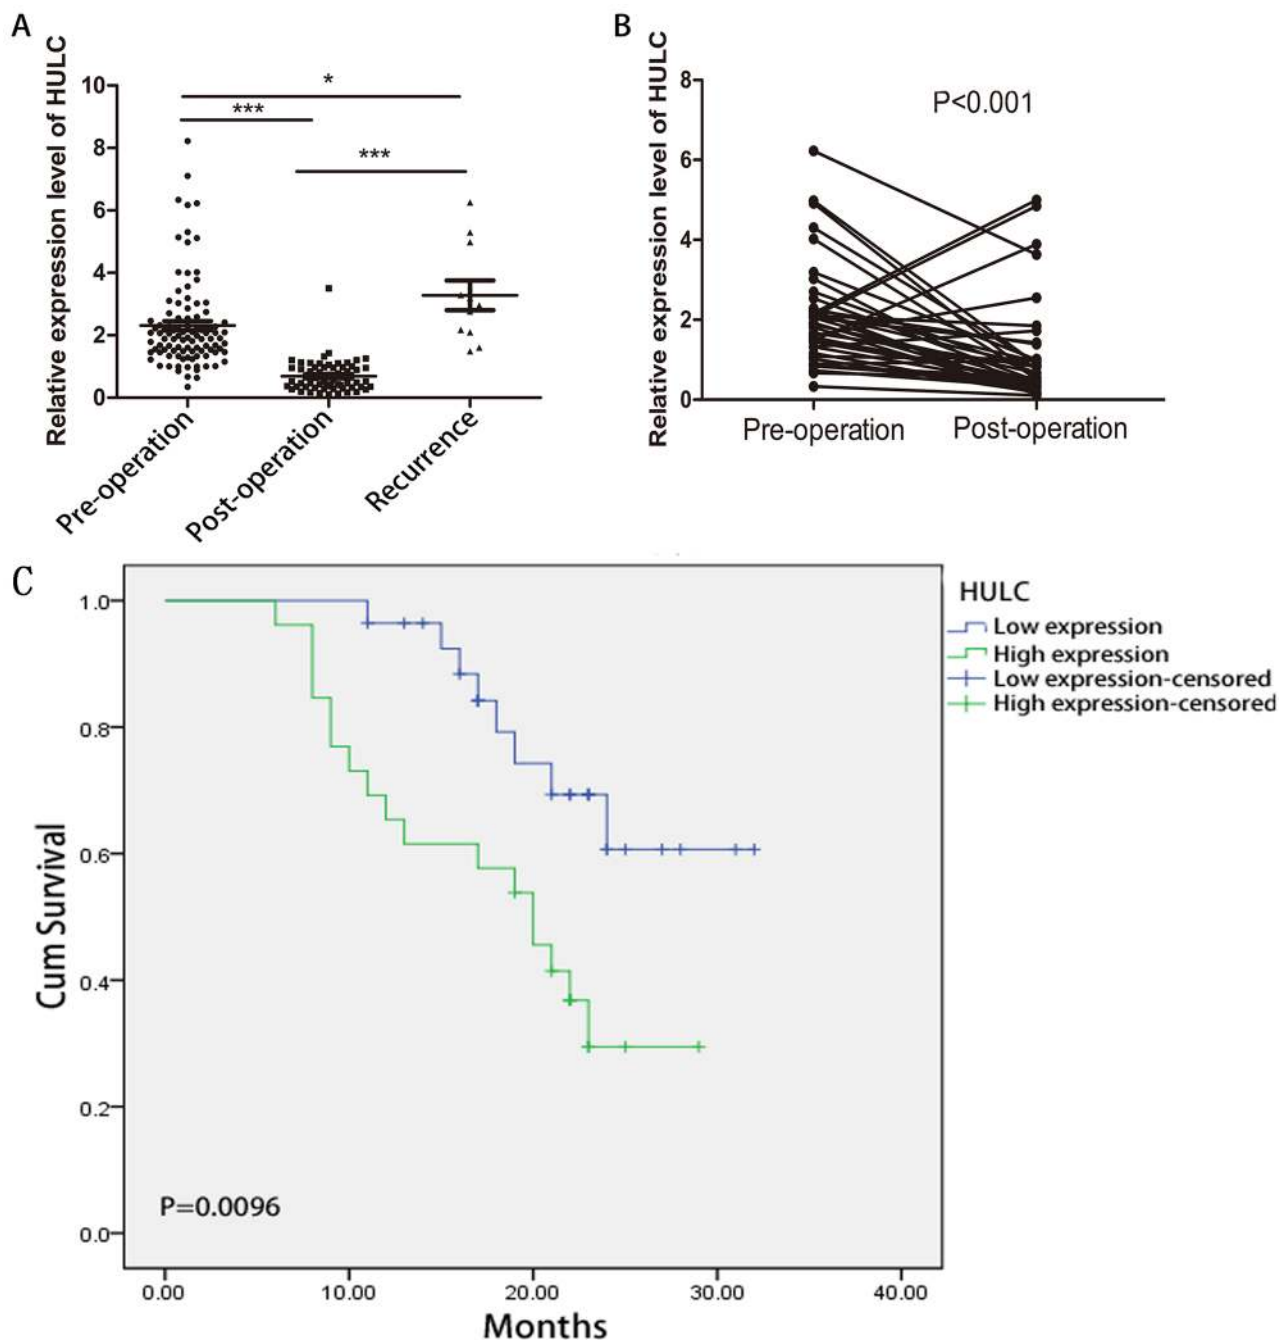 A
Relative expression level of HULC
10
8
6
4
2
0
*
***
***
Pre-operation
Post-operation
Recurrence
B
Relative expression level of HULC
8
6
4
2
0
P<0.001
Pre-operation
Post-operation
C
Cum Survival
1.0
0.8
0.6
0.4
0.2
0.0
P=0.0096
0.00
10.00
20.00
30.00
40.00
Months
HULC
Low expression
High expression
Low expression-censored
High expression-censored